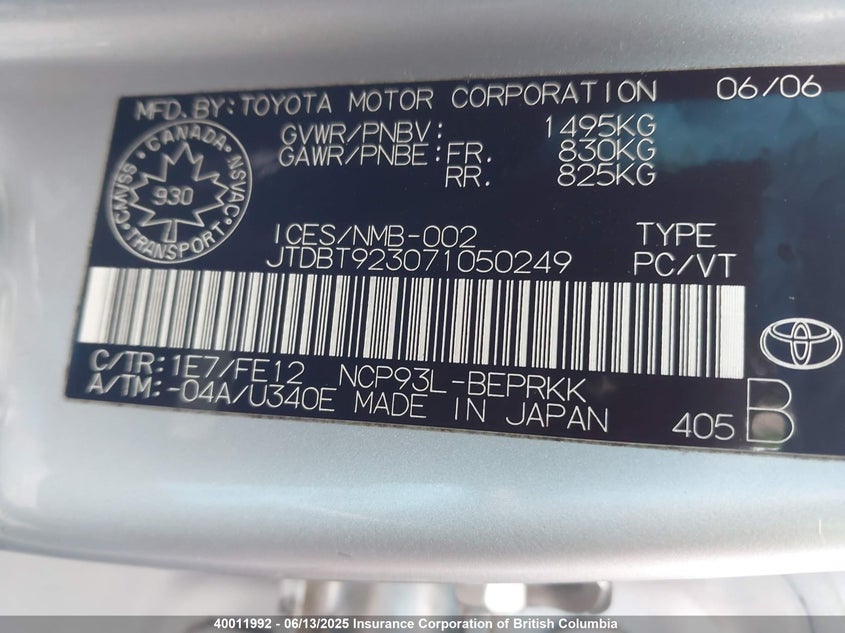 MFD. BY: TOYOTA MOTOR CORPORATION 06/06
GVWR/PNBV: 1495KG
GAWR/PNBE: FR. 830KG
RR. 825KG
CMVSS CANADA NSVAC
930
TRANSPORT
ICES/NMB-002 TYPE
JTDBT923071050249 PC/VT
C/TR: 1E7/FE12 NCP93L-BEPRKK
A/TM: -04A/U340E MADE IN JAPAN 405 B
40011992 - 06/13/2025 Insurance Corporation of British Columbia